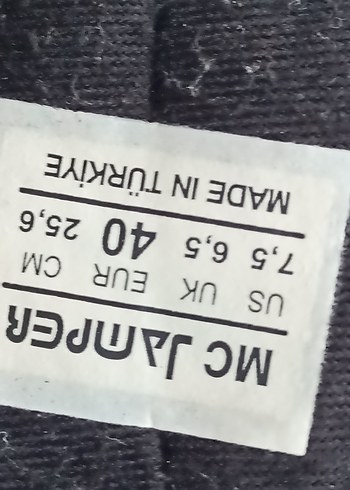 MC JAMPER
US UK EUR CM
7,5 6,5 40 25,6
MADE IN TÜRKİYE